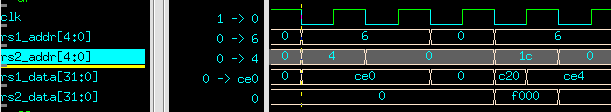 clk 1 -> 0
rs1_addr[4:0] 0 -> 6 0 6 0 6
rs2_addr[4:0] 0 -> 4 0 4 0 1c 0
rs1_data[31:0] 0 -> ce0 0 ce0 0 c20 ce4
rs2_data[31:0] 0 0 f000